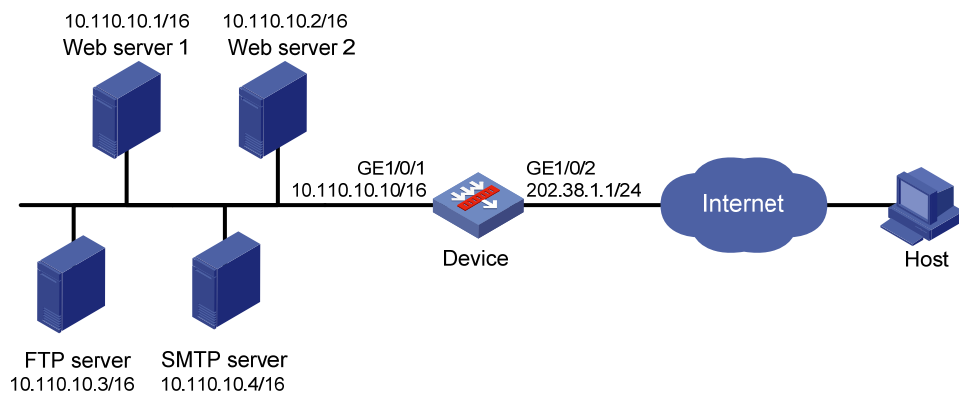 10.110.10.1/16
Web server 1
10.110.10.2/16
Web server 2
GE1/0/1
10.110.10.10/16
GE1/0/2
202.38.1.1/24
Internet
Device
Host
FTP server
10.110.10.3/16
SMTP server
10.110.10.4/16